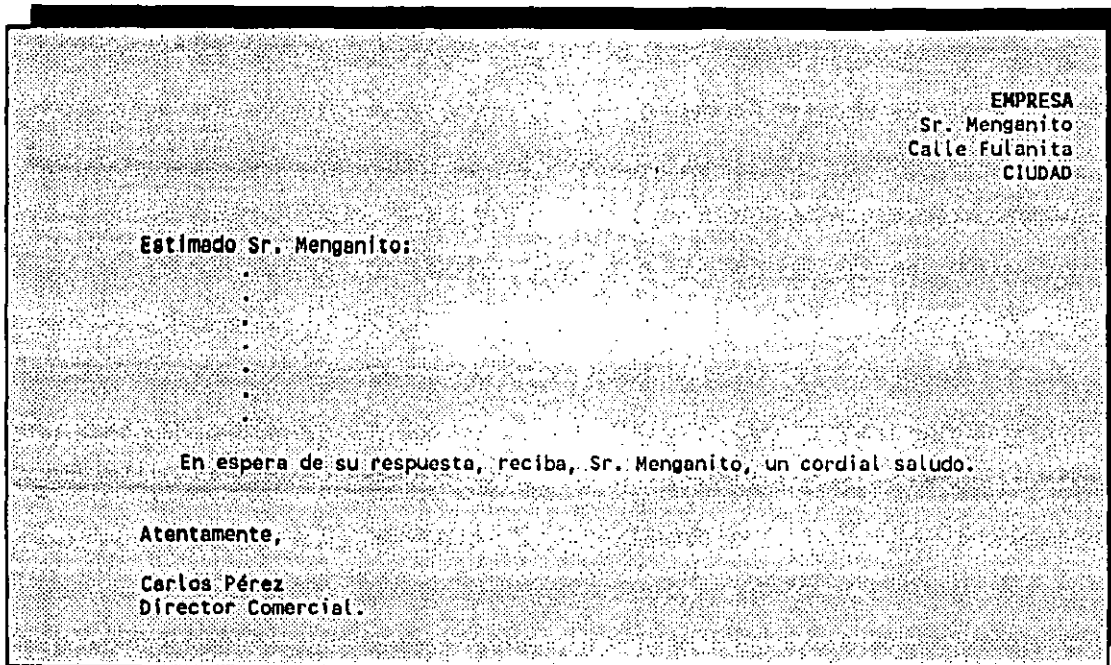 EMPRESA
Sr. Menganito
Calle Fulanita
CIUDAD
Estimado Sr. Menganito:
.
.
.
.
.
.
.
En espera de su respuesta, reciba, Sr. Menganito, un cordial saludo.
Atentamente,
Carlos Pérez
Director Comercial.